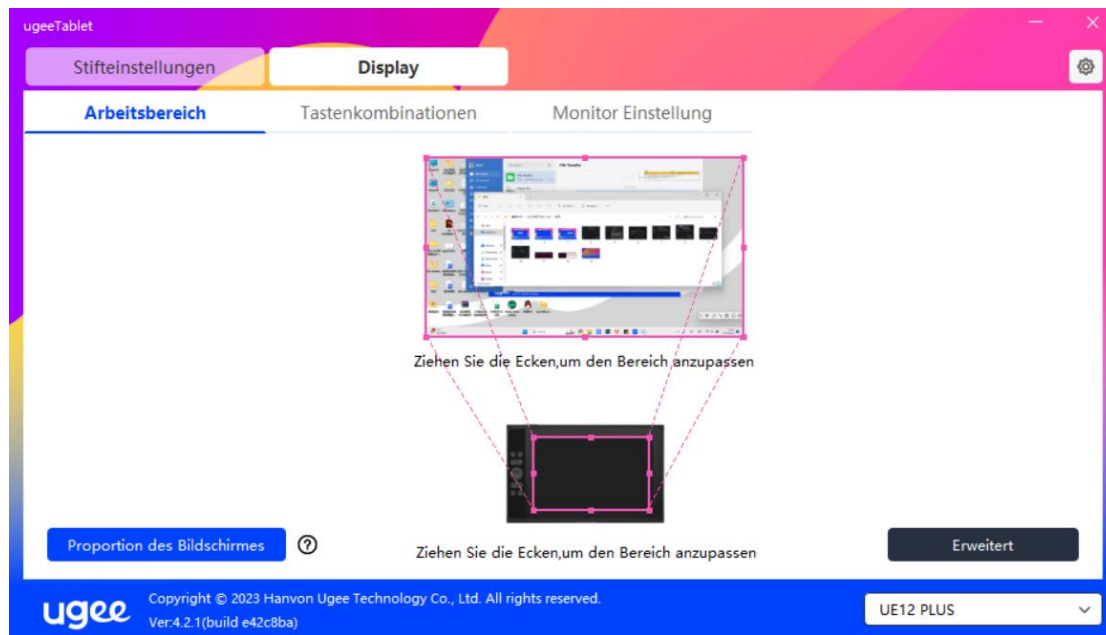 ugeeTablet
Stifteinstellungen
Display
Arbeitsbereich
Tastenkombinationen
Monitor Einstellung
Ziehen Sie die Ecken,um den Bereich anzupassen
Ziehen Sie die Ecken,um den Bereich anzupassen
Proportion des Bildschirmes
?
Erweitert
ugee
Copyright © 2023 Hanvon Ugee Technology Co., Ltd. All rights reserved.
Ver:4.2.1(build e42c8ba)
UE12 PLUS